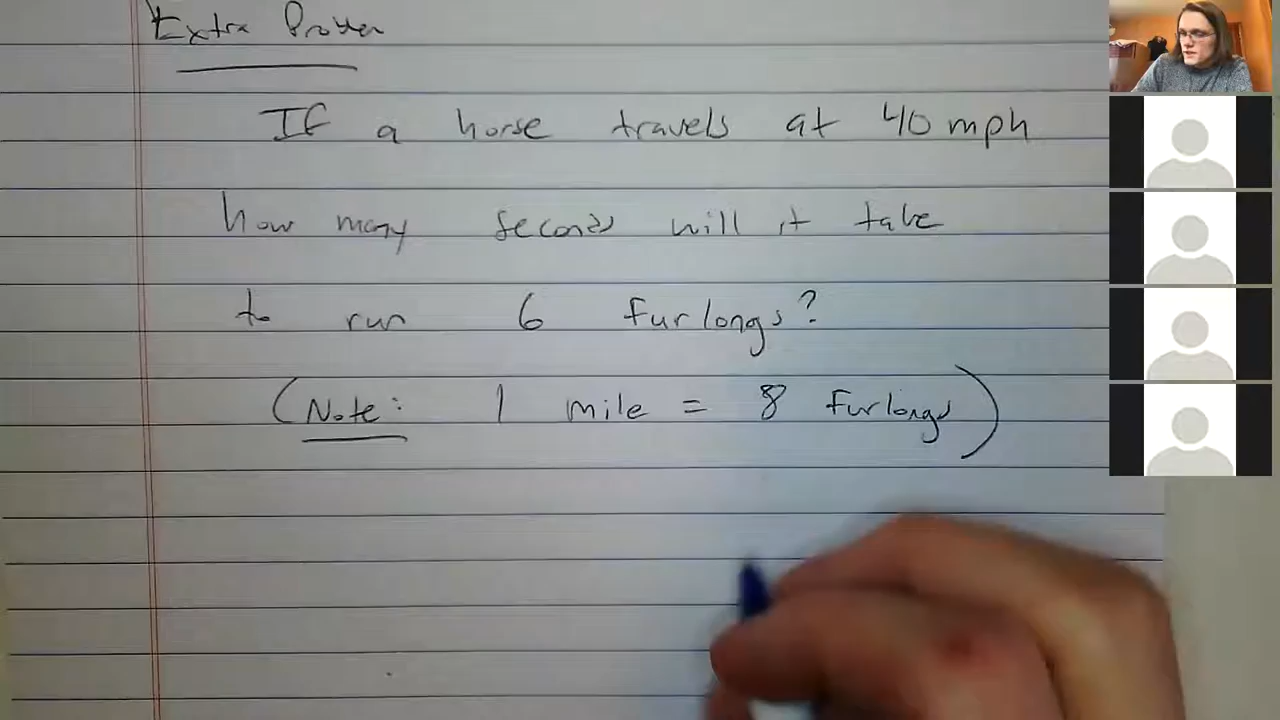 Extra Problem
If a horse travels at 40 mph
how many seconds will it take
to run 6 furlongs?
(Note: 1 mile = 8 furlongs)